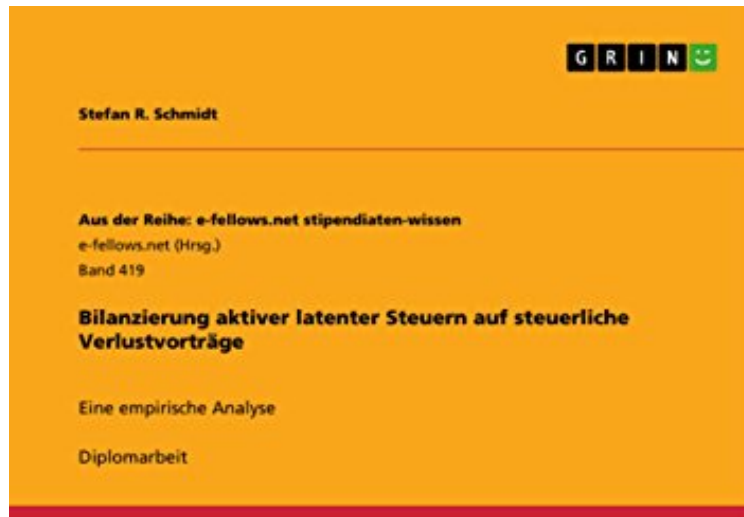 GRIN
Stefan R. Schmidt
Aus der Reihe: e-fellows.net stipendiaten-wissen
e-fellows.net (Hrsg.)
Band 419
Bilanzierung aktiver latenter Steuern auf steuerliche
Verlustvorträge
Eine empirische Analyse
Diplomarbeit